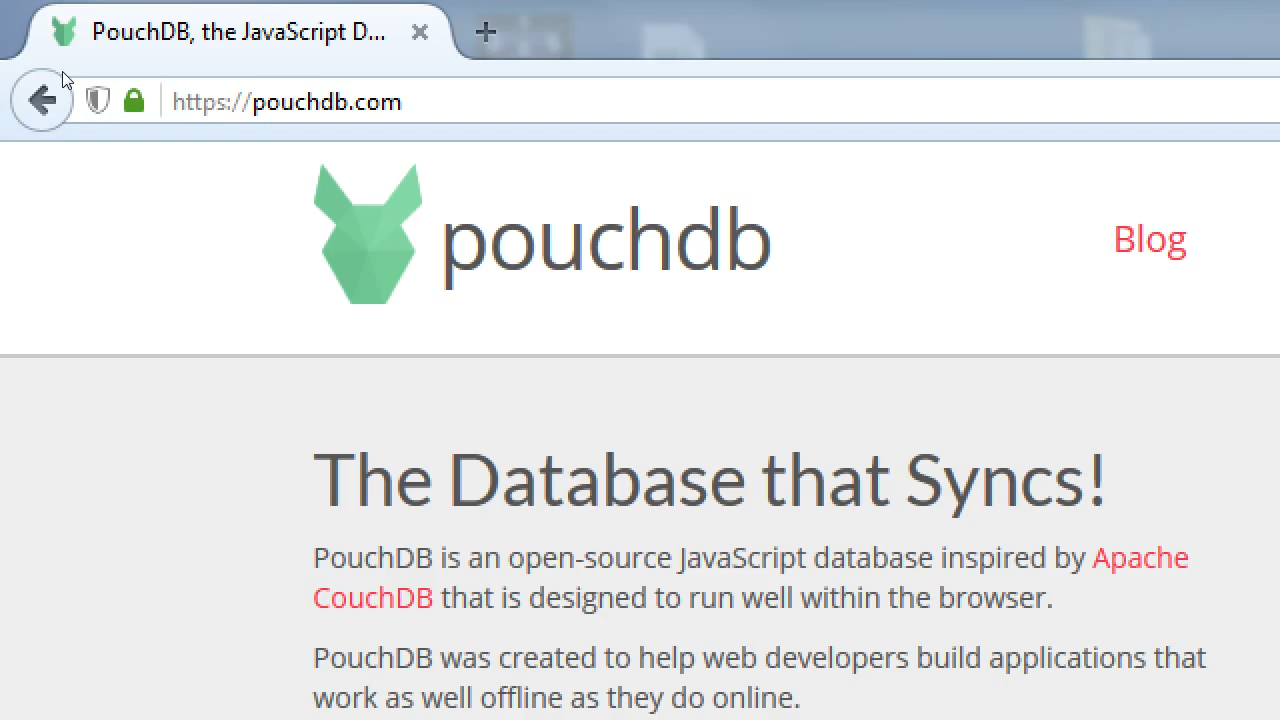 PouchDB, the JavaScript D...
https://pouchdb.com
pouchdb
Blog
The Database that Syncs!
PouchDB is an open-source JavaScript database inspired by Apache
CouchDB that is designed to run well within the browser.
PouchDB was created to help web developers build applications that
work as well offline as they do online.